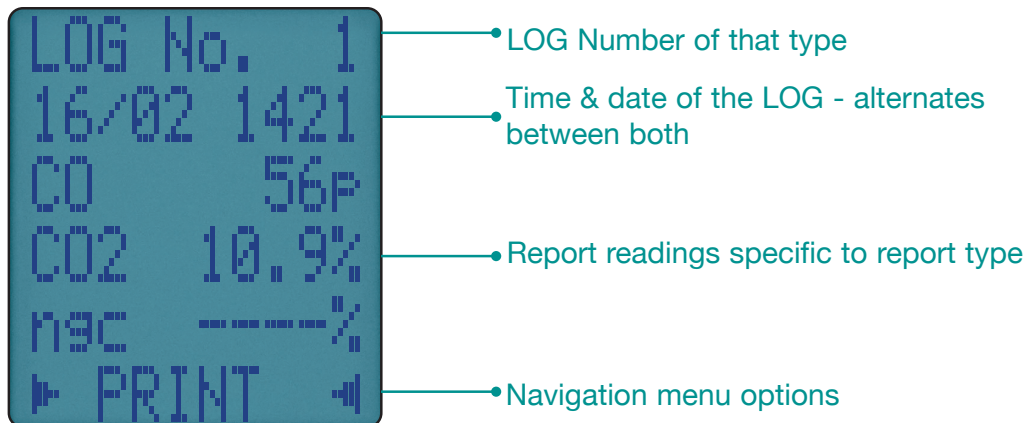 LOG No. 1
LOG Number of that type
16/02 1421
Time & date of the LOG - alternates
between both
CO 56p
CO2 10.9%
Report readings specific to report type
ngc ----%
PRINT
Navigation menu options